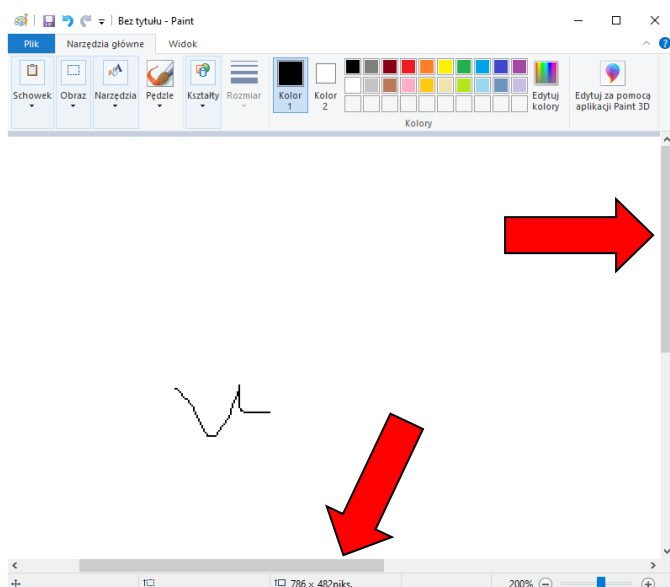 Bez tytułu - Paint
Plik Narzędzia główne Widok
Schowek Obraz Narzędzia Pędzle Kształty Rozmiar Kolor 1 Kolor 2 Edytuj kolory Edytuj za pomocą aplikacji Paint 3D
Kolory
786 × 482piks. 200%